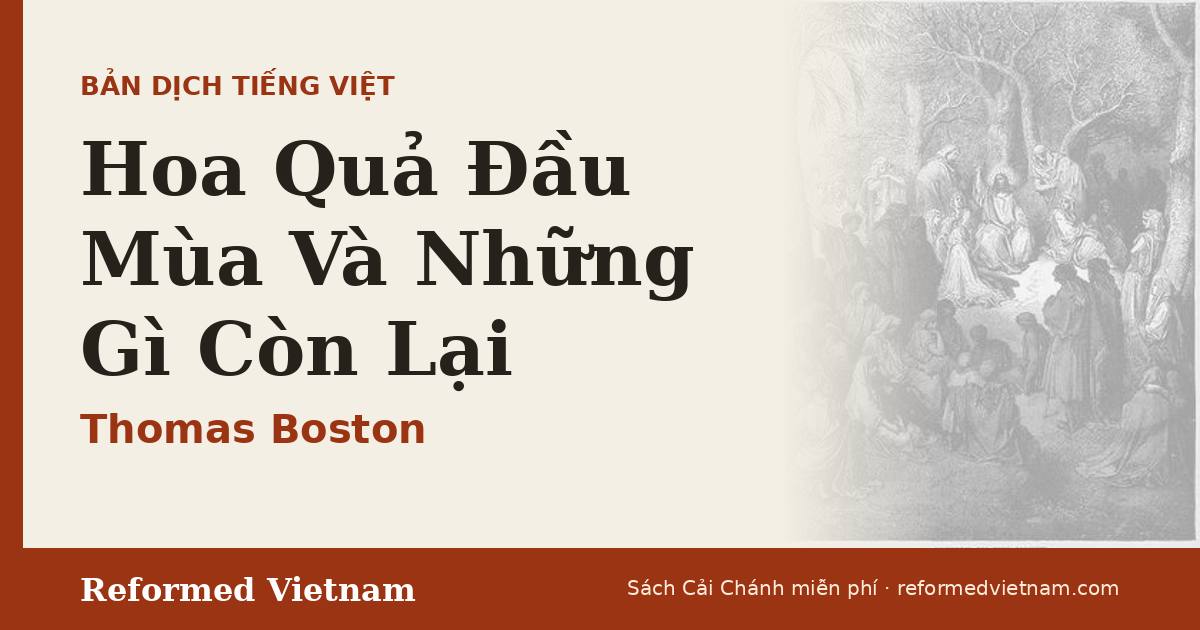 BẢN DỊCH TIẾNG VIỆT
Hoa Quả Đầu
Mùa Và Những
Gì Còn Lại
Thomas Boston
Reformed Vietnam
Sách Cải Chánh miễn phí · reformedvietnam.com